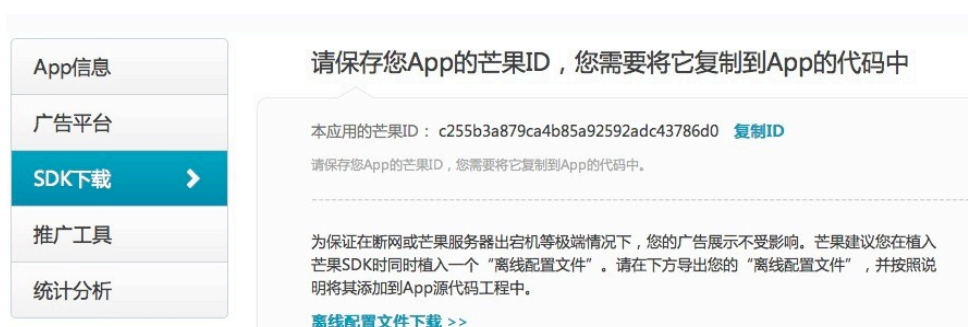 App信息
广告平台
SDK下载
推广工具
统计分析
请保存您App的芒果ID，您需要将它复制到App的代码中
本应用的芒果ID： c255b3a879ca4b85a92592adc43786d0 复制ID
请保存您App的芒果ID，您需要将它复制到App的代码中。
为保证在断网或芒果服务器出宕机等极端情况下，您的广告展示不受影响。芒果建议您在植入
芒果SDK时同时植入一个“离线配置文件”。请在下方导出您的“离线配置文件”，并按照说
明将其添加到App源代码工程中。
离线配置文件下载 >>